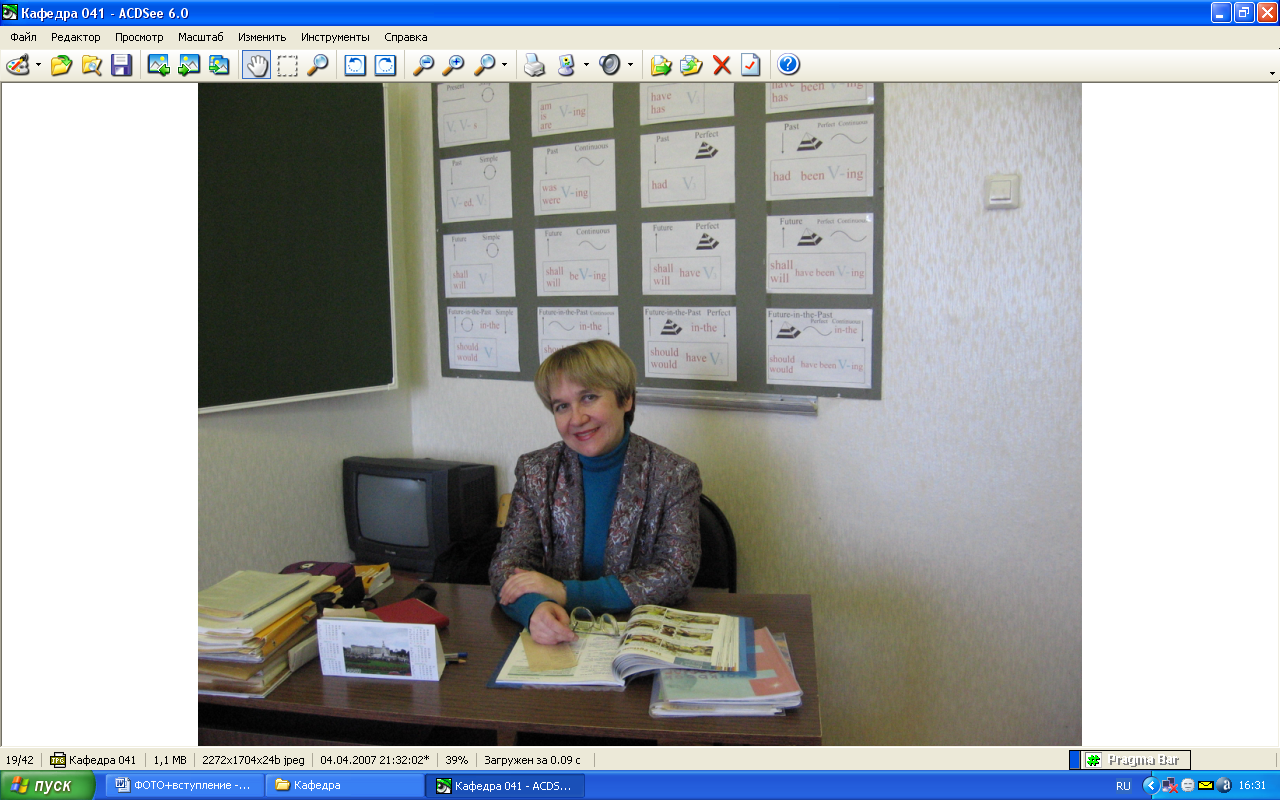 Кафедра 041 - ACDSee 6.0
Файл Редактор Просмотр Масштаб Изменить Инструменты Справка
Present
V, V- s
am
is
are
V-ing
have
has
V3
have
has
been V-ing
Past Simple
V- ed, V2
Past Continuous
was
were
V-ing
Past Perfect
had V3
Past Perfect Continuous
had been V-ing
Future Simple
shall
will
V
Future Continuous
shall
will
be V-ing
Future Perfect
shall
will
have V3
Future Perfect Continuous
shall
will
have been V-ing
Future-in-the-Past Simple
in-the
should
would
V
Future-in-the-Past Continuous
in-the
Future-in-the-Past Perfect
in-the
should
would
have V3
Future-in-the-Past
Perfect Continuous
in-the
should
would
have been V-ing
19/42 Кафедра 041 1,1 MB 2272x1704x24b jpeg 04.04.2007 21:12:02* 39% Загружен за 0.09 с
Pragma Bar
пуск ФОТО+вступление -... Кафедра Кафедра 041 - ACDS... RU 16:31